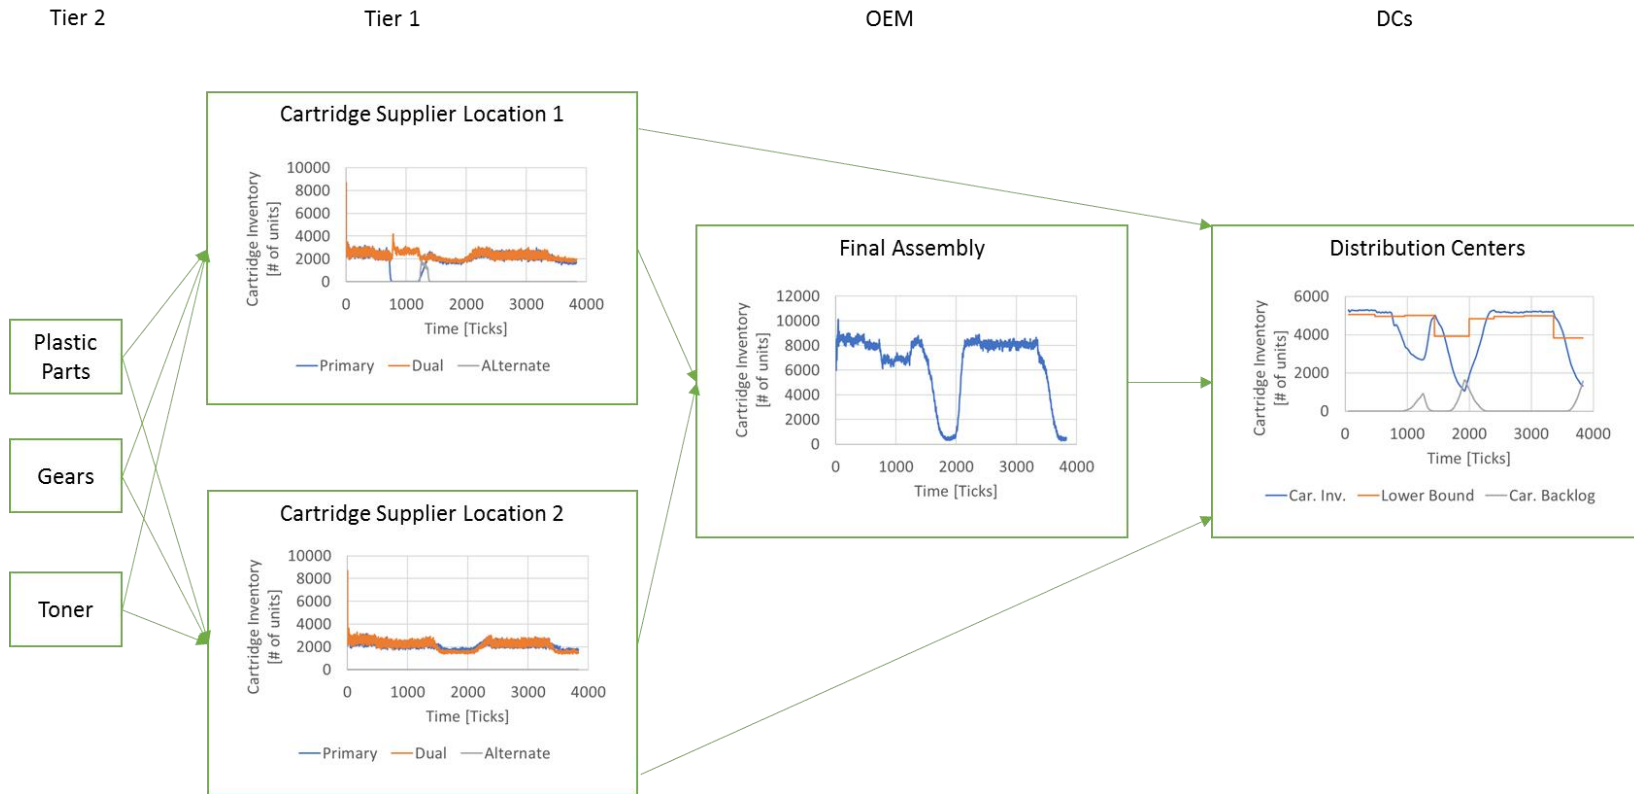 Tier 2
Tier 1
OEM
DCs
Plastic
Parts
Gears
Toner
Cartridge Supplier Location 1
Cartridge Inventory
[# of units]
10000
8000
6000
4000
2000
0
0 1000 2000 3000 4000
Time [Ticks]
Primary Dual ALternate
Cartridge Supplier Location 2
Cartridge Inventory
[# of units]
10000
8000
6000
4000
2000
0
0 1000 2000 3000 4000
Time [Ticks]
Primary Dual Alternate
Final Assembly
Cartridge Inventory
[# of units]
12000
10000
8000
6000
4000
2000
0
0 1000 2000 3000 4000
Time [Ticks]
Distribution Centers
Cartridge Inventory
[# of units]
6000
4000
2000
0
0 1000 2000 3000 4000
Time [Ticks]
Car. Inv. Lower Bound Car. Backlog